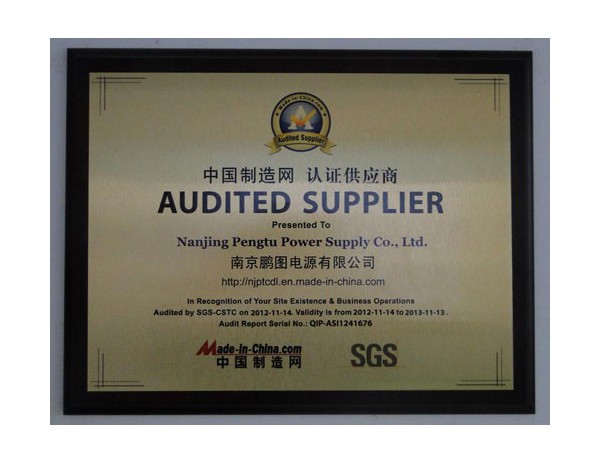 Made-in-China.com
Audited Supplier
中国制造网 认证供应商
AUDITED SUPPLIER
Presented To
Nanjing Pengtu Power Supply Co., Ltd.
南京鹏图电源有限公司
http://njptcdl.en.made-in-china.com
In Recognition of Your Site Existence & Business Operations
Audited by SGS-CSTC on 2012-11-14. Validity is from 2012-11-14 to 2013-11-13.
Audit Report Serial No.: QIP-ASI1241676
Made-in-China.com
中国制造网
SGS